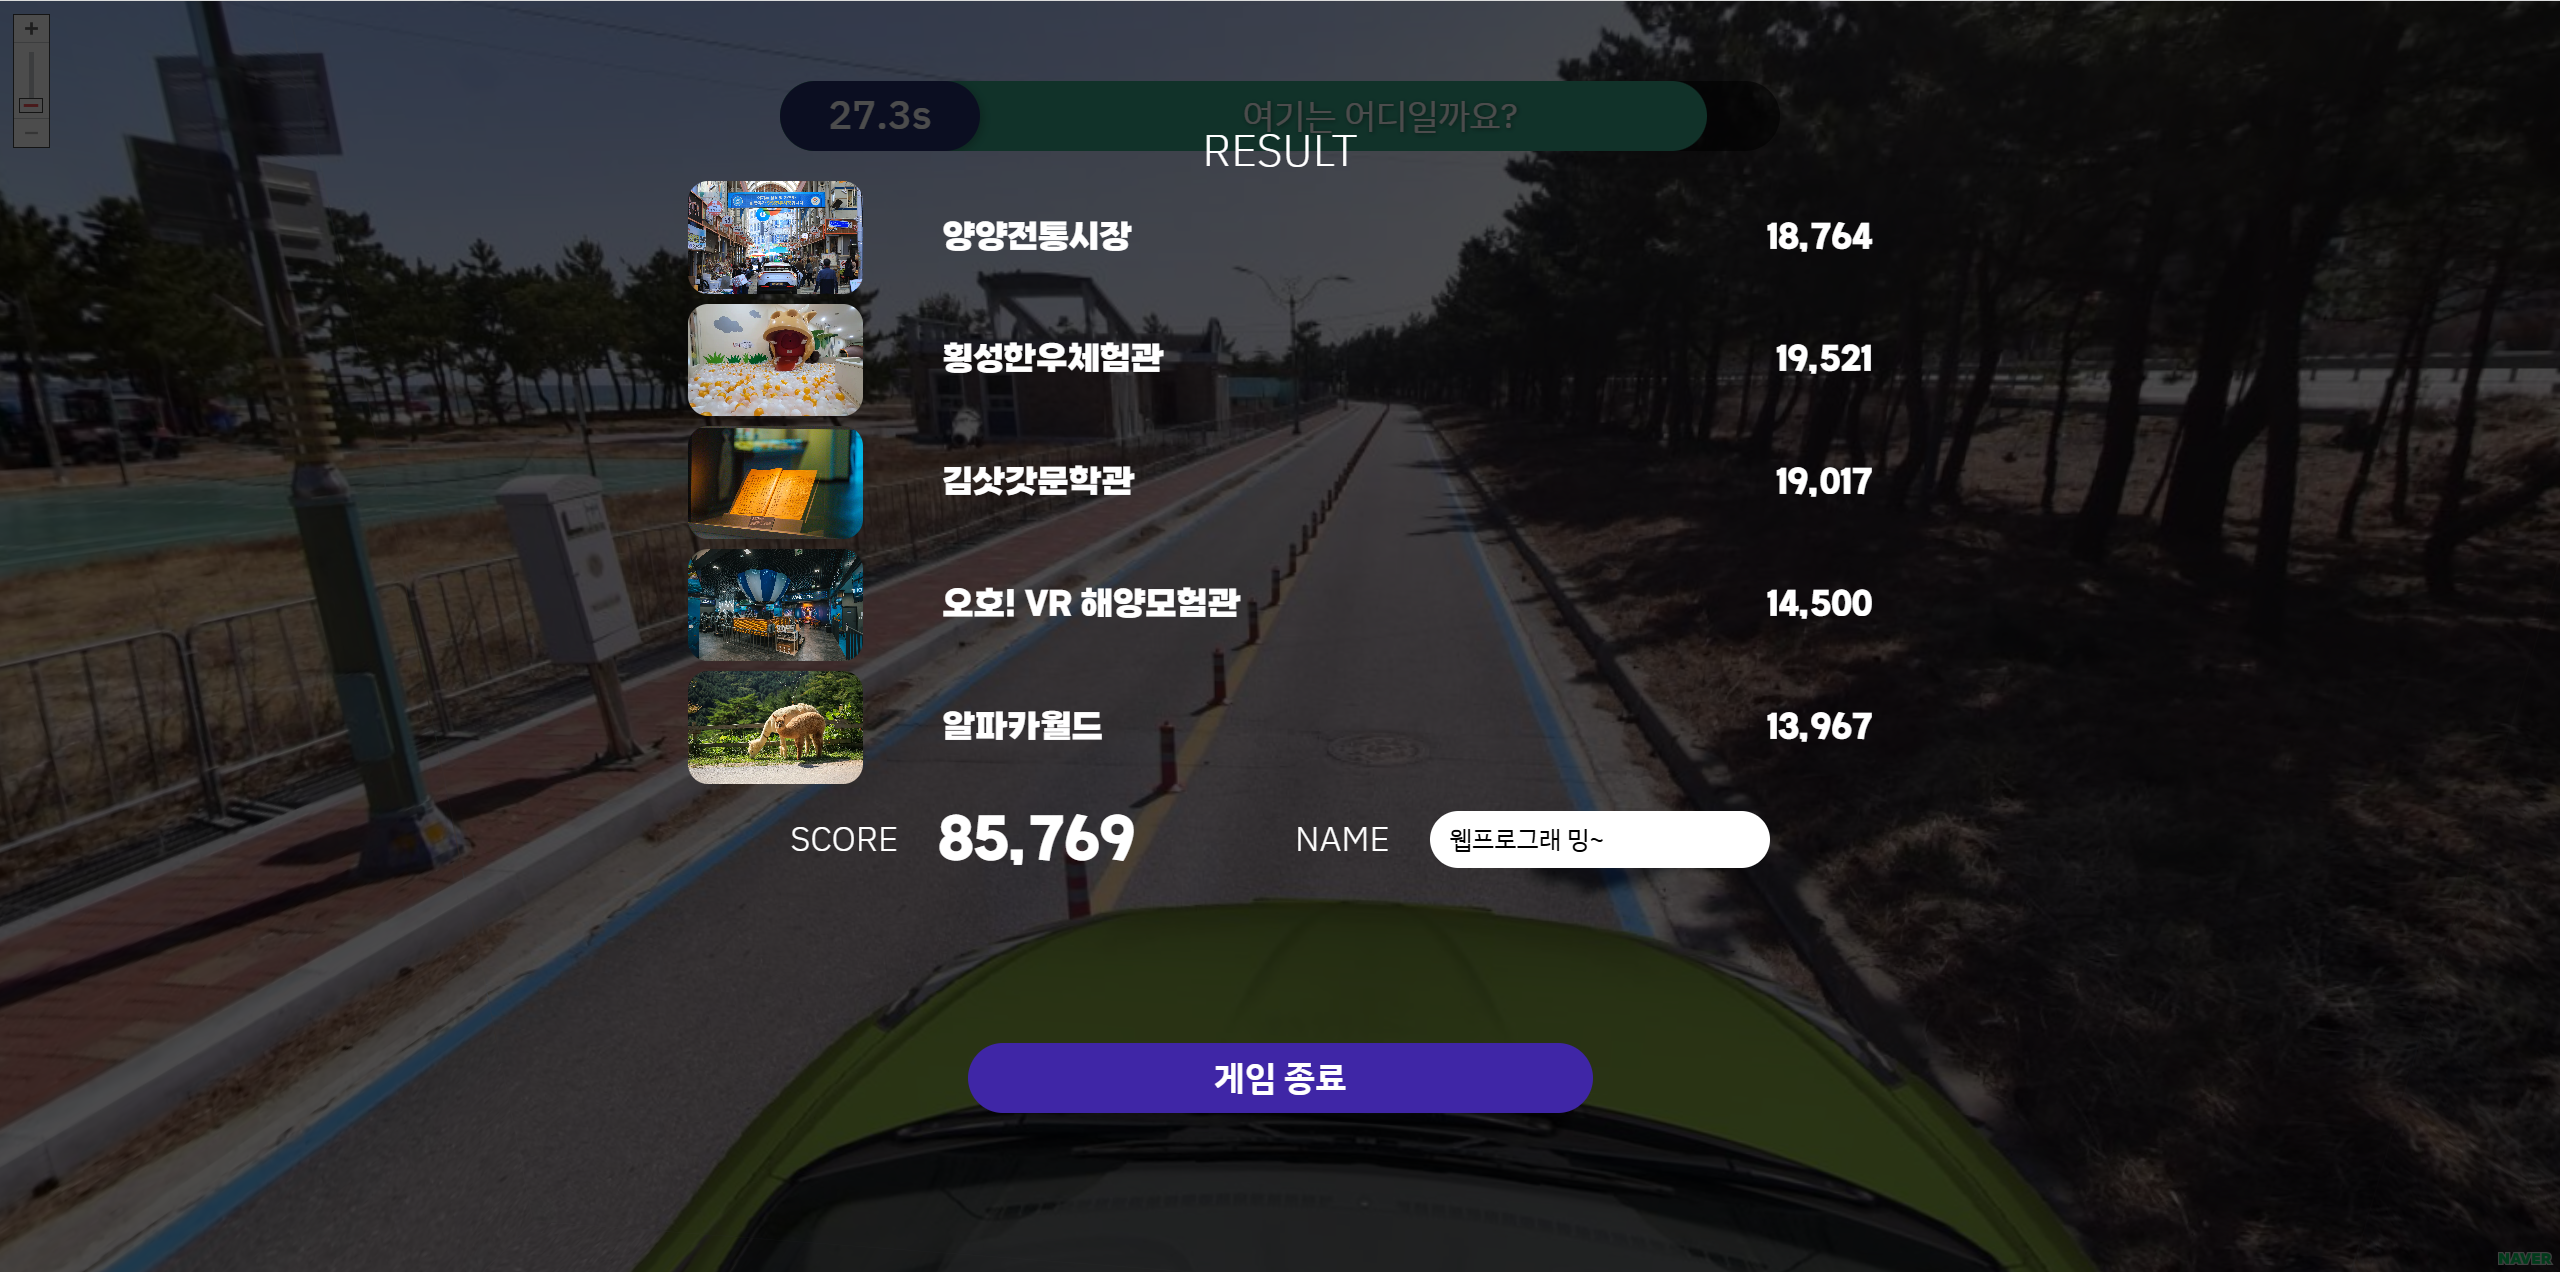 27.3s
여기는 어디일까요?
RESULT
양양전통시장
18,764
횡성한우체험관
19,521
김삿갓문학관
19,017
오호! VR 해양모험관
14,500
알파카월드
13,967
SCORE
85,769
NAME
웹프로그래 밍~
게임 종료
NAVER